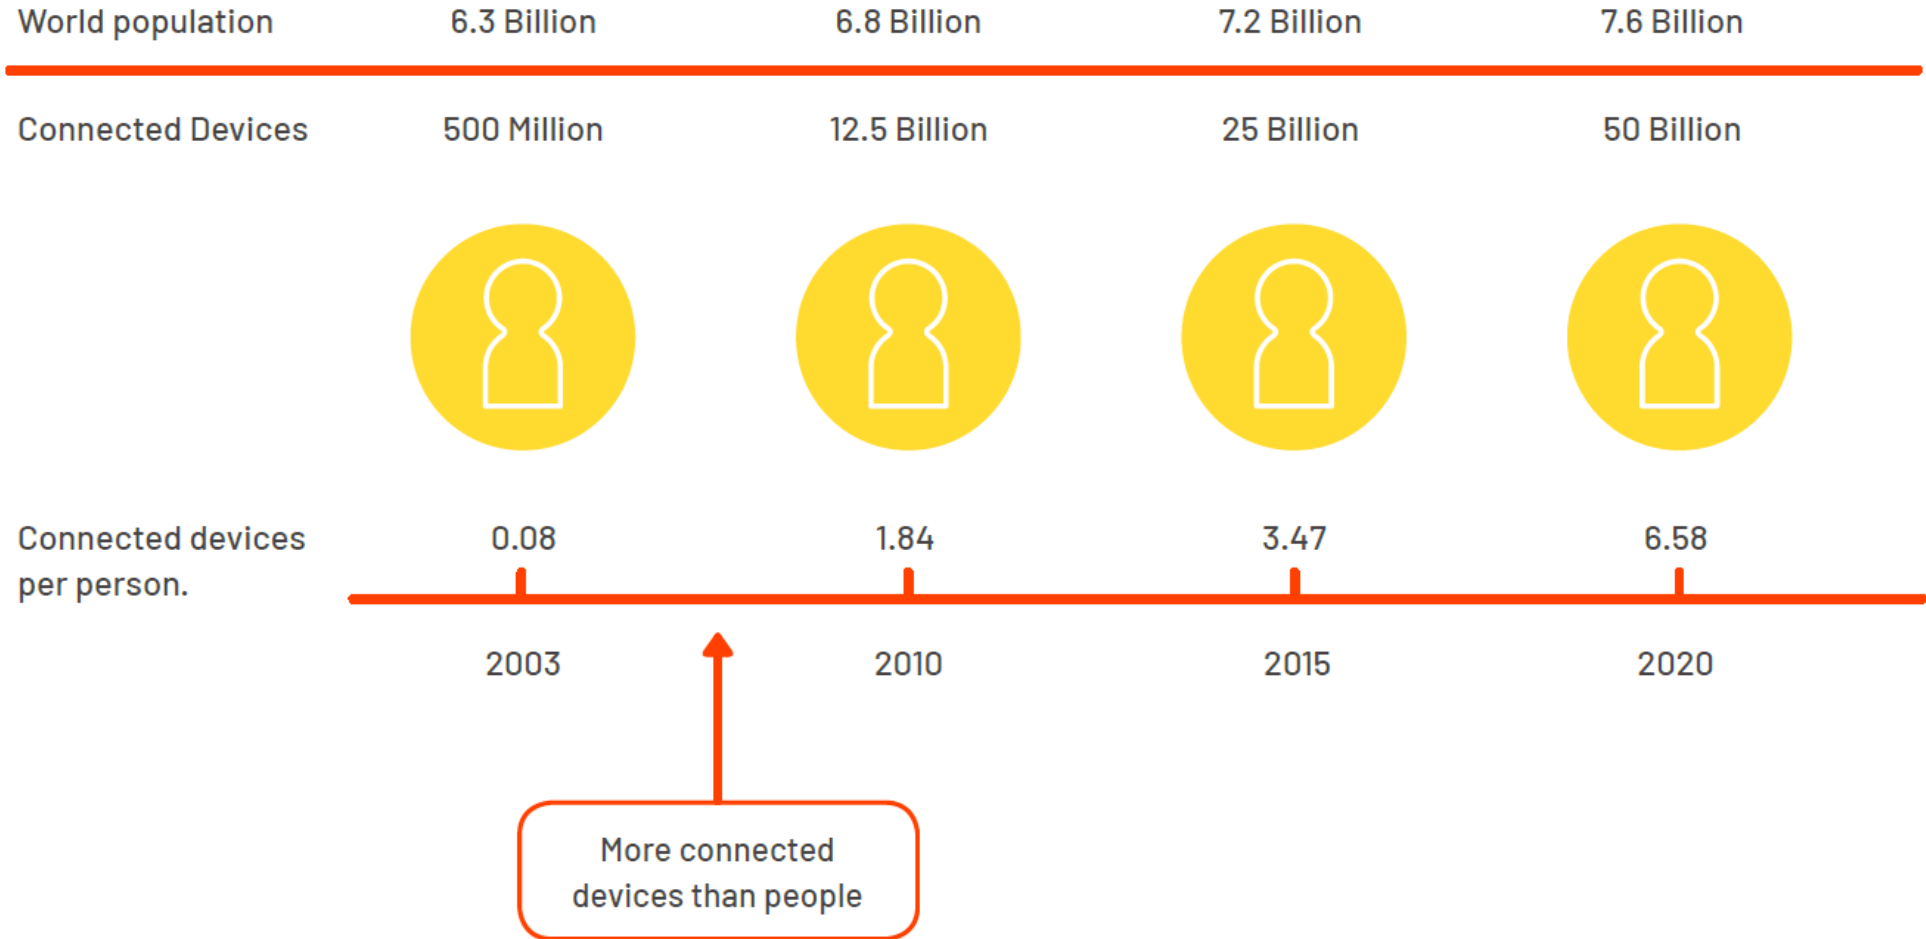 World population 6.3 Billion 6.8 Billion 7.2 Billion 7.6 Billion
Connected Devices 500 Million 12.5 Billion 25 Billion 50 Billion
Connected devices 0.08 1.84 3.47 6.58
per person.
2003 2010 2015 2020
More connected
devices than people